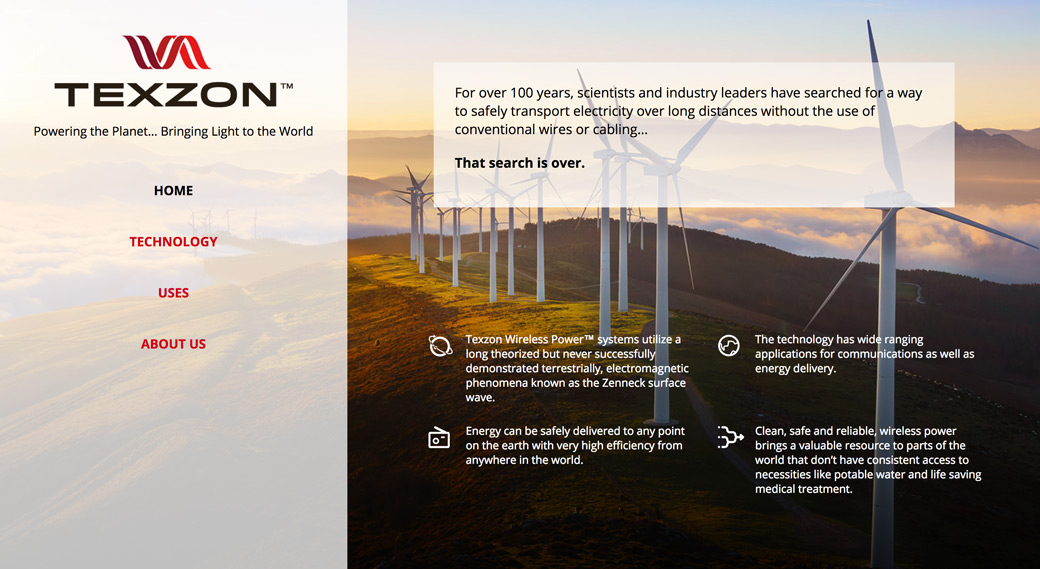 TEXZON™
Powering the Planet... Bringing Light to the World
HOME
TECHNOLOGY
USES
ABOUT US
For over 100 years, scientists and industry leaders have searched for a way
to safely transport electricity over long distances without the use of
conventional wires or cabling...
That search is over.
Texzon Wireless Power™ systems utilize a
long theorized but never successfully
demonstrated terrestrially, electromagnetic
phenomena known as the Zenneck surface
wave.
The technology has wide ranging
applications for communications as well as
energy delivery.
Energy can be safely delivered to any point
on the earth with very high efficiency from
anywhere in the world.
Clean, safe and reliable, wireless power
brings a valuable resource to parts of the
world that don't have consistent access to
necessities like potable water and life saving
medical treatment.